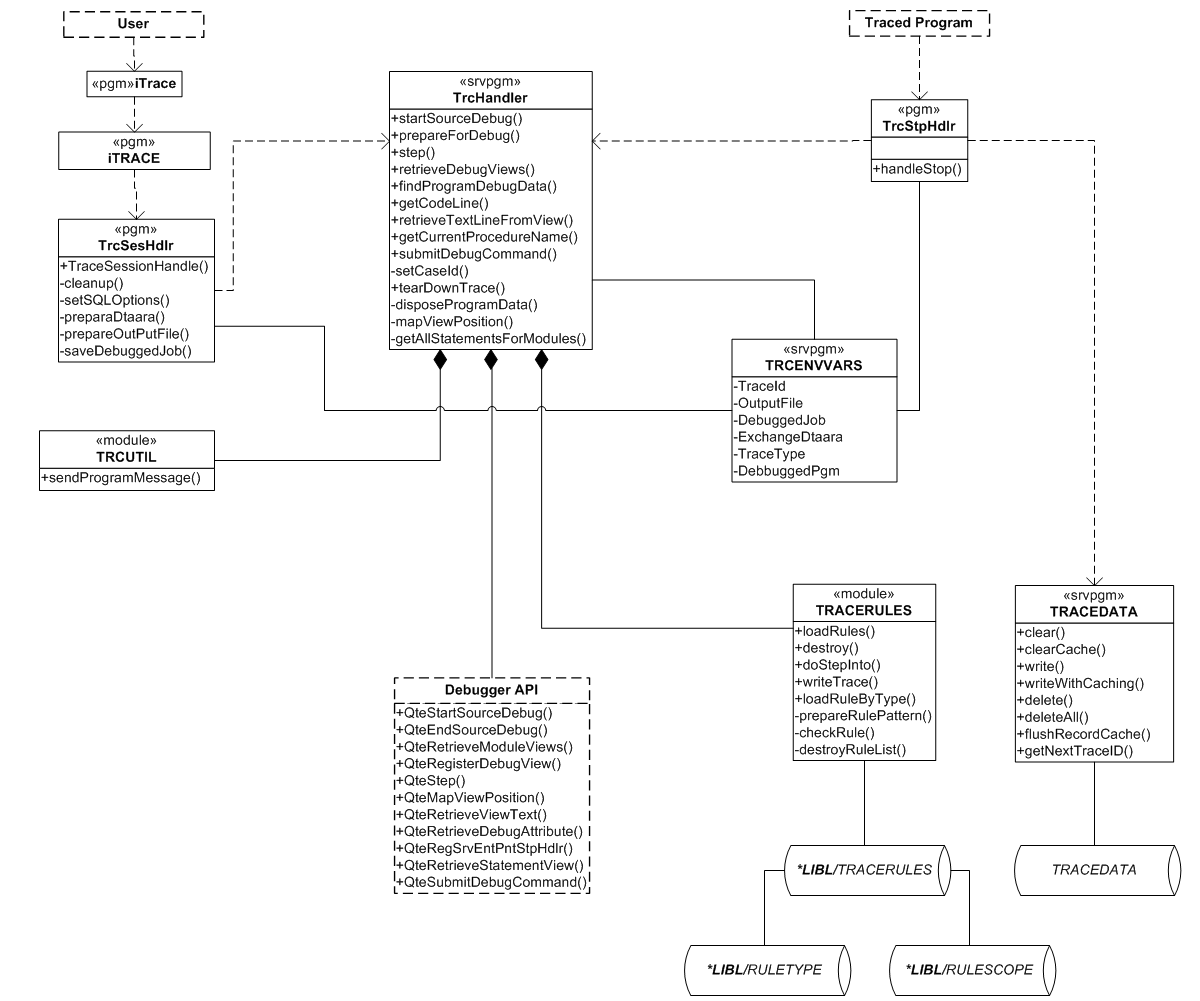 User
«pgm»iTrace
«pgm»
iTRACE
«pgm»
TrcSesHdlr
+TraceSessionHandle()
-cleanup()
-setSQLOptions()
-preparaDtaara()
-prepareOutPutFile()
-saveDebuggedJob()
«module»
TRCUTIL
+sendProgramMessage()
«srvpgm»
TrcHandler
+startSourceDebug()
+prepareForDebug()
+step()
+retrieveDebugViews()
+findProgramDebugData()
+getCodeLine()
+retrieveTextLineFromView()
+getCurrentProcedureName()
+submitDebugCommand()
-setCaseId()
+tearDownTrace()
-disposeProgramData()
-mapViewPosition()
-getAllStatementsForModules()
Traced Program
«pgm»
TrcStpHdlr
+handleStop()
«srvpgm»
TRCENVVARS
-TraceId
-OutputFile
-DebuggedJob
-ExchangeDtaara
-TraceType
-DebbuggedPgm
Debugger API
+QteStartSourceDebug()
+QteEndSourceDebug()
+QteRetrieveModuleViews()
+QteRegisterDebugView()
+QteStep()
+QteMapViewPosition()
+QteRetrieveViewText()
+QteRetrieveDebugAttribute()
+QteRegSrvEntPntStpHdlr()
+QteRetrieveStatementView()
+QteSubmitDebugCommand()
«module»
TRACERULES
+loadRules()
+destroy()
+doStepInto()
+writeTrace()
+loadRuleByType()
-prepareRulePattern()
-checkRule()
-destroyRuleList()
«srvpgm»
TRACEDATA
+clear()
+clearCache()
+write()
+writeWithCaching()
+delete()
+deleteAll()
+flushRecordCache()
+getNextTraceID()
*LIBL/TRACERULES
TRACEDATA
*LIBL/RULETYPE
*LIBL/RULESCOPE